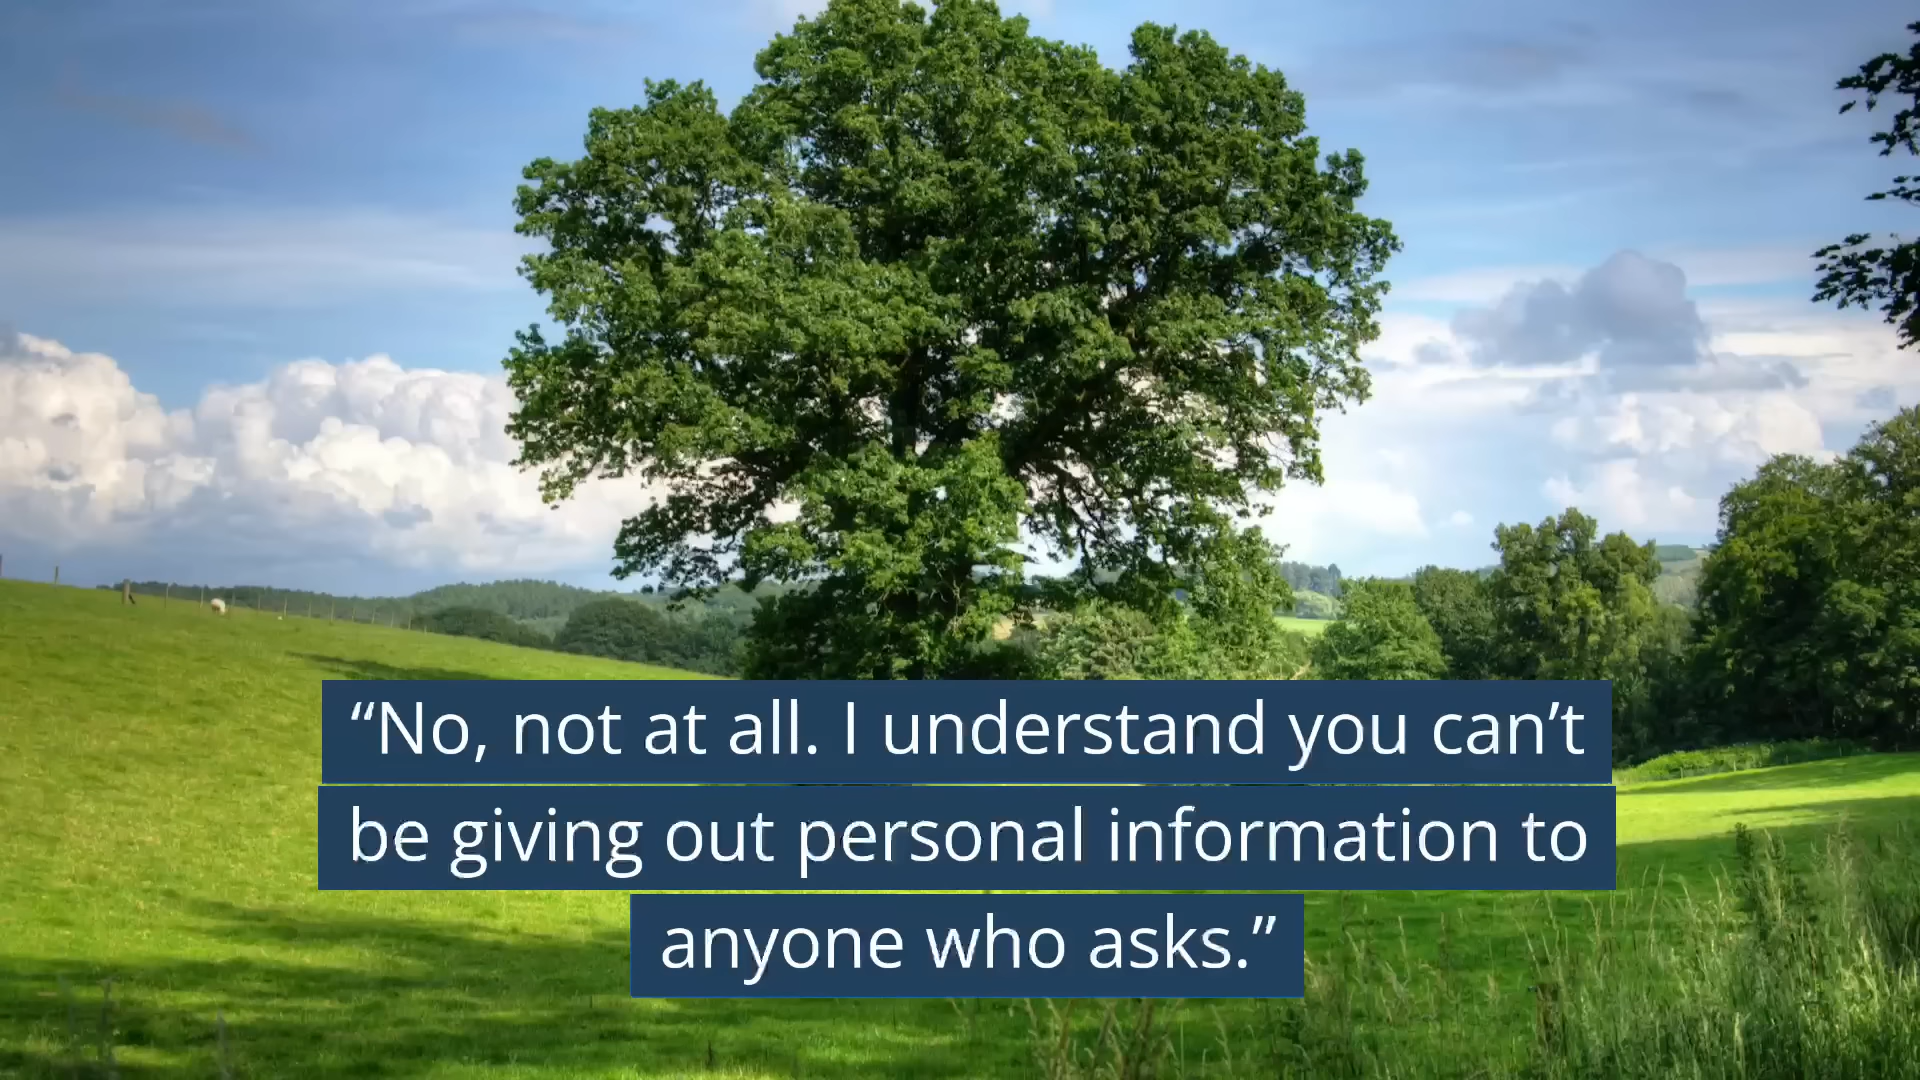 “No, not at all. I understand you can’t
be giving out personal information to
anyone who asks.”